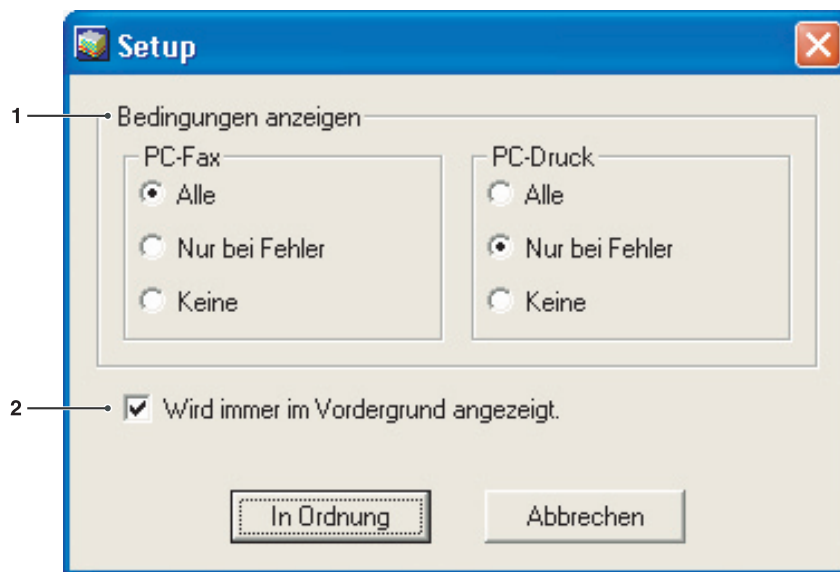 Setup
1
Bedingungen anzeigen
PC-Fax
Alle
Nur bei Fehler
Keine
PC-Druck
Alle
Nur bei Fehler
Keine
2
Wird immer im Vordergrund angezeigt.
In Ordnung
Abbrechen